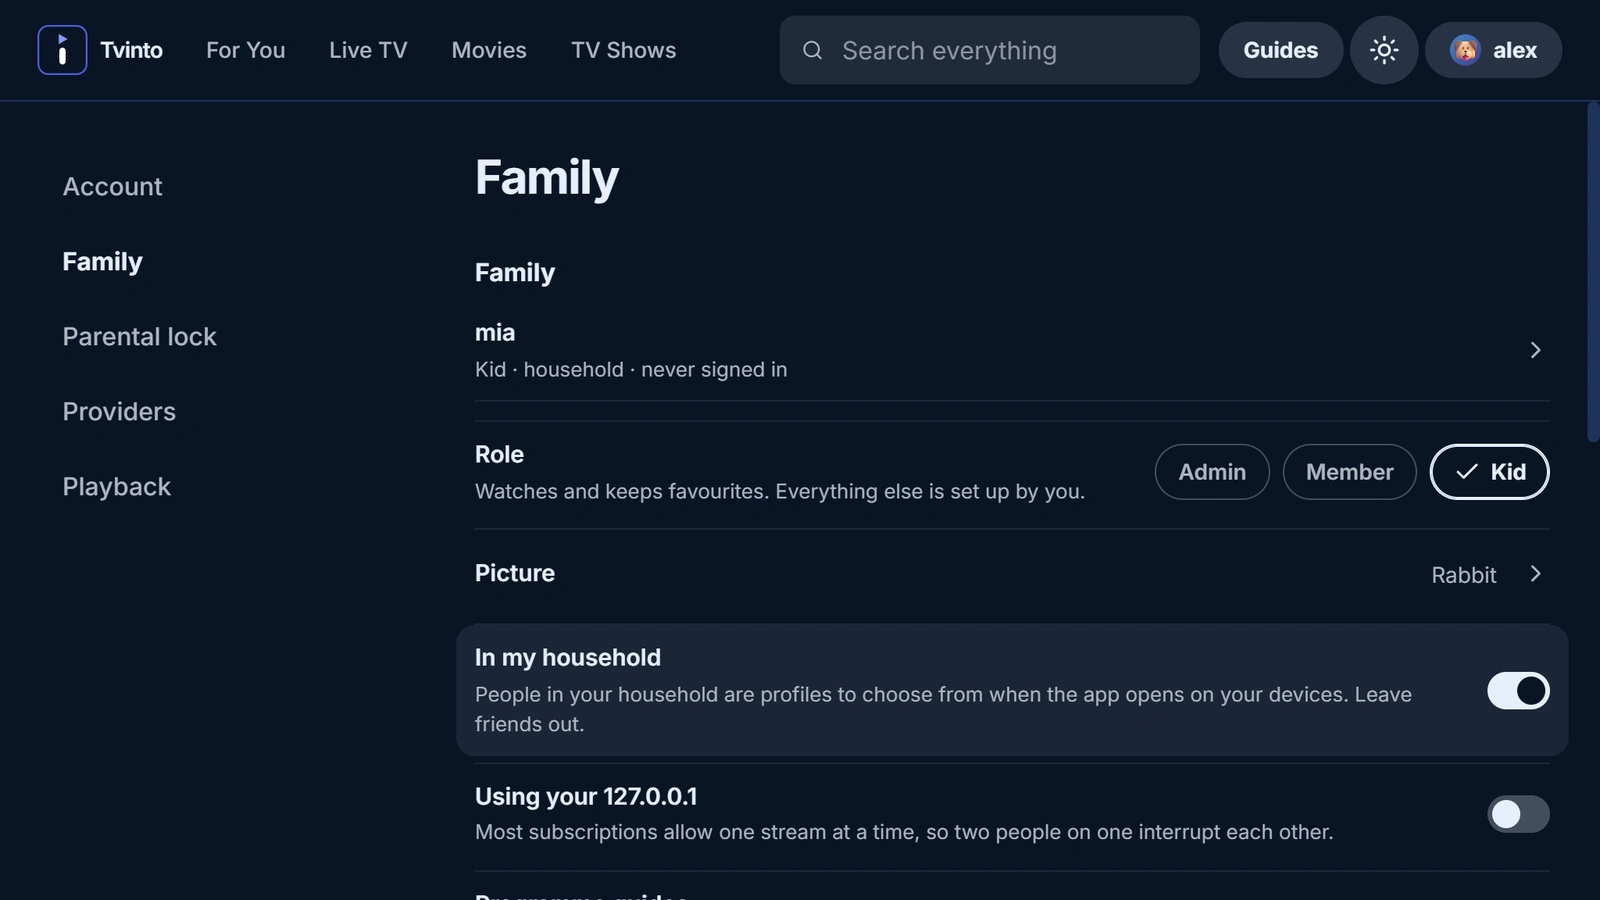 Tvinto
For You
Live TV
Movies
TV Shows
Search everything
Guides
alex
Account
Family
Parental lock
Providers
Playback
Family
Family
mia
Kid · household · never signed in
Role
Watches and keeps favourites. Everything else is set up by you.
Admin
Member
Kid
Picture
Rabbit
In my household
People in your household are profiles to choose from when the app opens on your devices. Leave
friends out.
Using your 127.0.0.1
Most subscriptions allow one stream at a time, so two people on one interrupt each other.